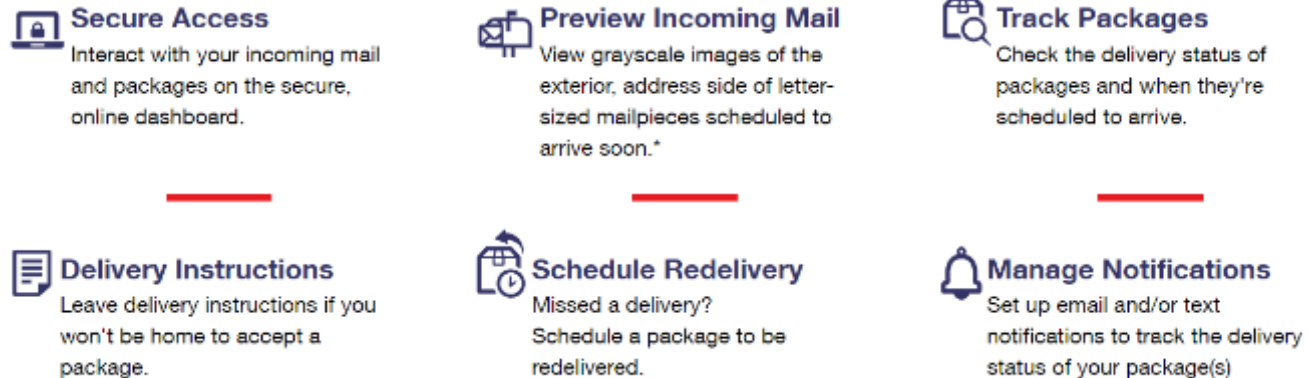 Secure Access
Interact with your incoming mail
and packages on the secure,
online dashboard.
Preview Incoming Mail
View grayscale images of the
exterior, address side of letter-
sized mailpieces scheduled to
arrive soon.*
Track Packages
Check the delivery status of
packages and when they're
scheduled to arrive.
Delivery Instructions
Leave delivery instructions if you
won't be home to accept a
package.
Schedule Redelivery
Missed a delivery?
Schedule a package to be
redelivered.
Manage Notifications
Set up email and/or text
notifications to track the delivery
status of your package(s)